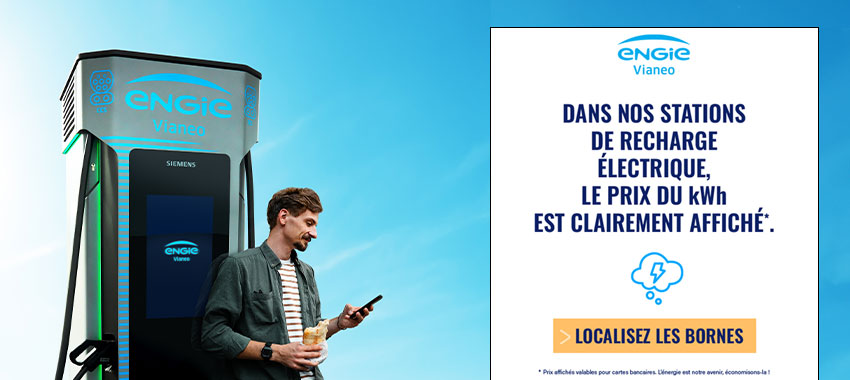 ENGIE
Vianeo
SIEMENS
ENGIE
Vianeo
ENGIE
Vianeo
DANS NOS STATIONS
DE RECHARGE
ÉLECTRIQUE,
LE PRIX DU kWh
EST CLAIREMENT AFFICHÉ*.
> LOCALISEZ LES BORNES
* Prix affichés valables pour cartes bancaires. L'énergie est notre avenir, économisons-la !